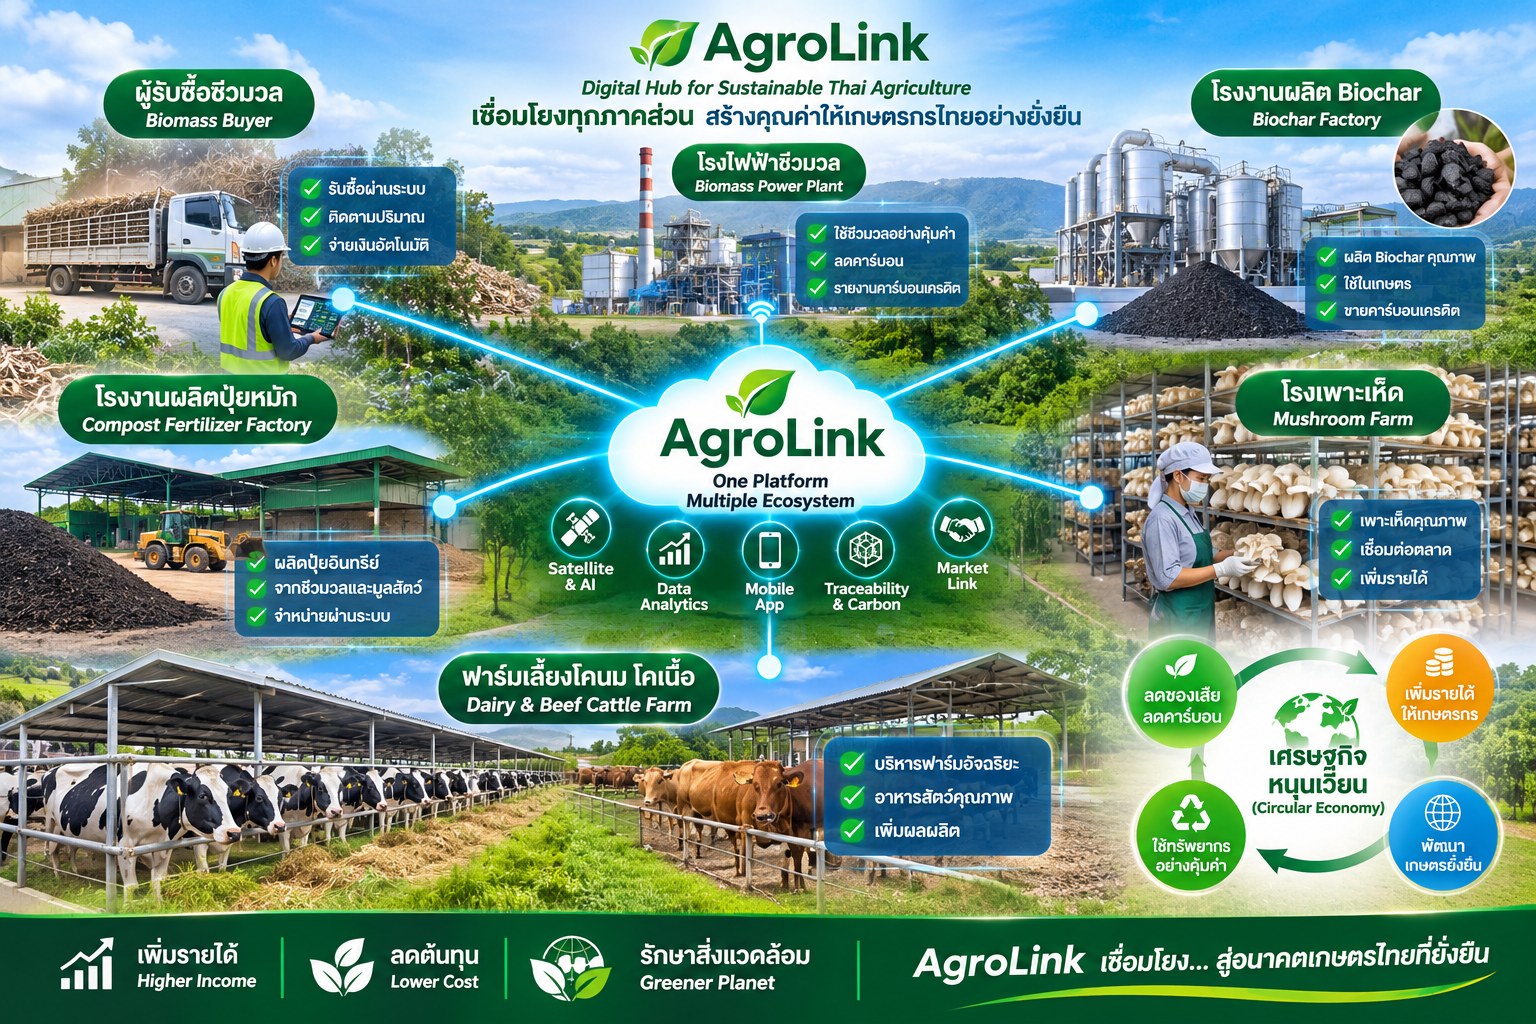 AgroLink
Digital Hub for Sustainable Thai Agriculture
เชื่อมโยงทุกภาคส่วน สร้างคุณค่าให้เกษตรกรไทยอย่างยั่งยืน
ผู้รับซื้อชีวมวล
Biomass Buyer
รับซื้อผ่านระบบ
ติดตามปริมาณ
จ่ายเงินอัตโนมัติ
โรงไฟฟ้าชีวมวล
Biomass Power Plant
ใช้ชีวมวลอย่างคุ้มค่า
ลดคาร์บอน
รายงานคาร์บอนเครดิต
โรงงานผลิต Biochar
Biochar Factory
ผลิต Biochar คุณภาพ
ใช้ในเกษตร
ขายคาร์บอนเครดิต
โรงงานผลิตปุ๋ยหมัก
Compost Fertilizer Factory
ผลิตปุ๋ยอินทรีย์
จากชีวมวลและมูลสัตว์
จำหน่ายผ่านระบบ
AgroLink
One Platform
Multiple Ecosystem
Satellite
& AI
Data
Analytics
Mobile
App
Traceability
& Carbon
Market
Link
โรงเพาะเห็ด
Mushroom Farm
เพาะเห็ดคุณภาพ
เชื่อมต่อตลาด
เพิ่มรายได้
ฟาร์มเลี้ยงโคนม โคเนื้อ
Dairy & Beef Cattle Farm
บริหารฟาร์มอัจฉริยะ
อาหารสัตว์คุณภาพ
เพิ่มผลผลิต
ลดของเสีย
ลดคาร์บอน
เพิ่มรายได้
ให้เกษตรกร
เศรษฐกิจ
หมุนเวียน
(Circular Economy)
ใช้ทรัพยากร
อย่างคุ้มค่า
พัฒนา
เกษตรยั่งยืน
เพิ่มรายได้
Higher Income
ลดต้นทุน
Lower Cost
รักษาสิ่งแวดล้อม
Greener Planet
AgroLink เชื่อมโยง... สู่อนาคตเกษตรไทยที่ยั่งยืน